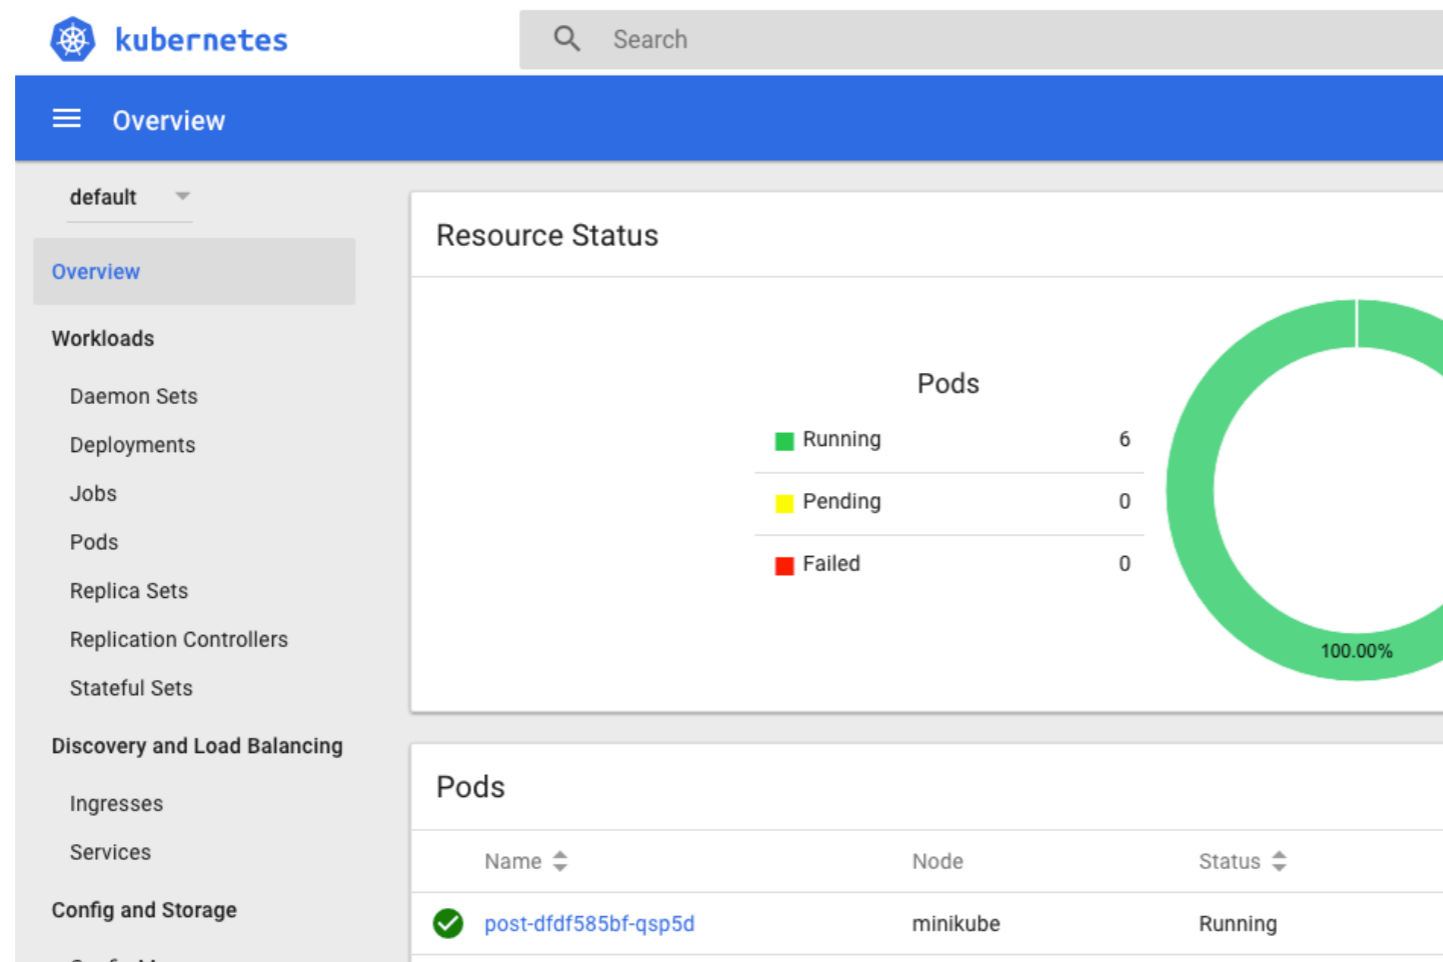 kubernetes
Search
Overview
default
Overview
Workloads
Daemon Sets
Deployments
Jobs
Pods
Replica Sets
Replication Controllers
Stateful Sets
Discovery and Load Balancing
Ingresses
Services
Config and Storage
Resource Status
Pods
Running 6
Pending 0
Failed 0
100.00%
Pods
Name Node Status
post-dfdf585bf-qsp5d minikube Running